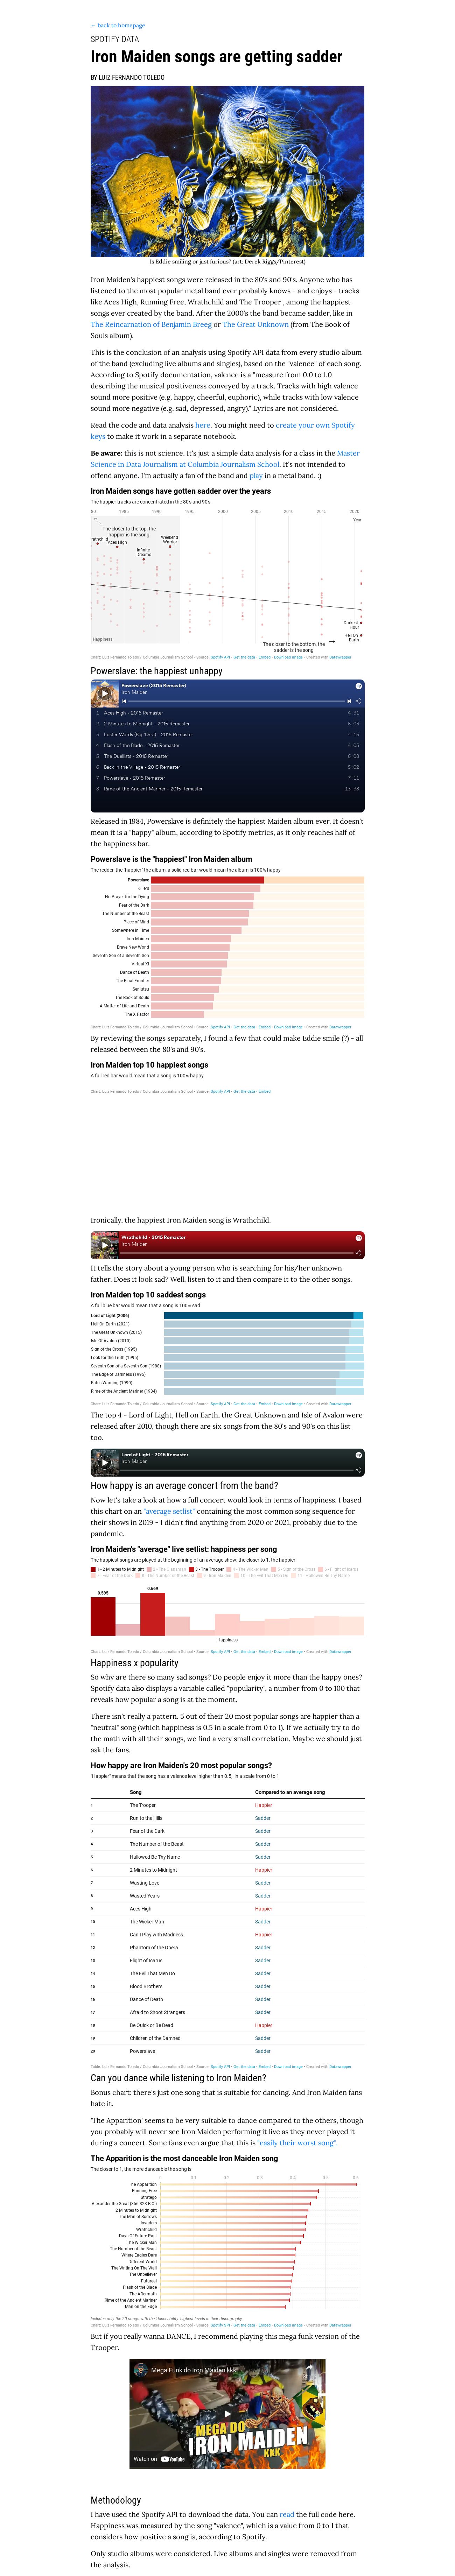 ← back to homepage
SPOTIFY DATA
Iron Maiden songs are getting sadder
BY LUIZ FERNANDO TOLEDO
Is Eddie smiling or just furious? (art: Derek Riggs/Pinterest)
Iron Maiden's happiest songs were released in the 80's and 90's. Anyone who has
listened to the most popular metal band ever probably knows - and enjoys - tracks
like Aces High, Running Free, Wrathchild and The Trooper , among the happiest
songs ever created by the band. After the 2000's the band became sadder, like in
The Reincarnation of Benjamin Breeg or The Great Unknown (from The Book of
Souls album).
This is the conclusion of an analysis using Spotify API data from every studio album
of the band (excluding live albums and singles), based on the "valence" of each song.
According to Spotify documentation, valence is a "measure from 0.0 to 1.0
describing the musical positiveness conveyed by a track. Tracks with high valence
sound more positive (e.g. happy, cheerful, euphoric), while tracks with low valence
sound more negative (e.g. sad, depressed, angry)." Lyrics are not considered.
Read the code and data analysis here. You might need to create your own Spotify
keys to make it work in a separate notebook.
Be aware: this is not science. It's just a simple data analysis for a class in the Master
Science in Data Journalism at Columbia Journalism School. It's not intended to
offend anyone. I'm actually a fan of the band and play in a metal band. :)
Iron Maiden songs have gotten sadder over the years
The happier tracks are concentrated in the 80's and 90's
80 1985 1990 1995 2000 2005 2010 2015 2020
Year
The closer to the top, the
happier is the song
Aces High
Infinite
Dreams
Weekend
Warrior
Darkest
Hour
Hell On
Earth
Happiness
The closer to the bottom, the
sadder is the song
Chart: Luiz Fernando Toledo / Columbia Journalism School • Source: Spotify API • Get the data • Embed • Download image • Created with Datawrapper
Powerslave: the happiest unhappy
Powerslave (2015 Remaster)
Iron Maiden
1 Aces High - 2015 Remaster 4:31
2 2 Minutes to Midnight - 2015 Remaster 6:03
3 Losfer Words (Big 'Orra) - 2015 Remaster 4:15
4 Flash of the Blade - 2015 Remaster 4:05
5 The Duellists - 2015 Remaster 6:08
6 Back in the Village - 2015 Remaster 5:02
7 Powerslave - 2015 Remaster 7:11
8 Rime of the Ancient Mariner - 2015 Remaster 13:38
Released in 1984, Powerslave is definitely the happiest Maiden album ever. It doesn't
mean it is a "happy" album, according to Spotify metrics, as it only reaches half of
the happiness bar.
Powerslave is the "happiest" Iron Maiden album
The redder, the "happier" the album; a solid red bar would mean the album is 100% happy
Powerslave
Killers
No Prayer for the Dying
Fear of the Dark
The Number of the Beast
Piece of Mind
Somewhere in Time
Iron Maiden
Brave New World
Seventh Son of a Seventh Son
Virtual XI
Dance of Death
The Final Frontier
Senjutsu
The Book of Souls
A Matter of Life and Death
The X Factor
Chart: Luiz Fernando Toledo / Columbia Journalism School • Source: Spotify API • Get the data • Embed • Download image • Created with Datawrapper
By reviewing the songs separately, I found a few that could make Eddie smile (?) - all
released between the 80's and 90's.
Iron Maiden top 10 happiest songs
A full red bar would mean that a song is 100% happy
Chart: Luiz Fernando Toledo / Columbia Journalism School • Source: Spotify API • Get the data • Embed
Ironically, the happiest Iron Maiden song is Wrathchild.
Wrathchild - 2015 Remaster
Iron Maiden
It tells the story about a young person who is searching for his/her unknown
father. Does it look sad? Well, listen to it and then compare it to the other songs.
Iron Maiden top 10 saddest songs
A full blue bar would mean that a song is 100% sad
Lord of Light (2006)
Hell On Earth (2021)
The Great Unknown (2015)
Isle Of Avalon (2010)
Sign of the Cross (1995)
Look for the Truth (1995)
Seventh Son of a Seventh Son (1988)
The Edge of Darkness (1995)
Fates Warning (1990)
Rime of the Ancient Mariner (1984)
Chart: Luiz Fernando Toledo / Columbia Journalism School • Source: Spotify API • Get the data • Embed • Download image • Created with Datawrapper
The top 4 - Lord of Light, Hell on Earth, the Great Unknown and Isle of Avalon were
released after 2010, though there are six songs from the 80's and 90's on this list
too.
Lord of Light - 2015 Remaster
Iron Maiden
How happy is an average concert from the band?
Now let's take a look at how a full concert would look in terms of happiness. I based
this chart on an "average setlist" containing the most common song sequence for
their shows in 2019 - I didn't find anything from 2020 or 2021, probably due to the
pandemic.
Iron Maiden's "average" live setlist: happiness per song
The happiest songs are played at the beginning of an average show; the closer to 1, the happier
1 - 2 Minutes to Midnight 2 - The Clansman 3 - The Trooper 4 - The Wicker Man 5 - Sign of the Cross 6 - Flight of Icarus
7 - Fear of the Dark 8 - The Number of the Beast 9 - Iron Maiden 10 - The Evil That Men Do 11 - Hallowed Be Thy Name
0.595
0.669
Happiness
Chart: Luiz Fernando Toledo / Columbia Journalism School • Source: Spotify API • Get the data • Embed • Download image • Created with Datawrapper
Happiness x popularity
So why are there so many sad songs? Do people enjoy it more than the happy ones?
Spotify data also displays a variable called "popularity", a number from 0 to 100 that
reveals how popular a song is at the moment.
There isn't really a pattern. 5 out of their 20 most popular songs are happier than a
"neutral" song (which happiness is 0.5 in a scale from 0 to 1). If we actually try to do
the math with all their songs, we find a very small correlation. Maybe we should just
ask the fans.
How happy are Iron Maiden's 20 most popular songs?
"Happier" means that the song has a valence level higher than 0.5, in a scale from 0 to 1
Song Compared to an average song
1 The Trooper Happier
2 Run to the Hills Sadder
3 Fear of the Dark Sadder
4 The Number of the Beast Sadder
5 Hallowed Be Thy Name Sadder
6 2 Minutes to Midnight Happier
7 Wasting Love Sadder
8 Wasted Years Sadder
9 Aces High Happier
10 The Wicker Man Sadder
11 Can I Play with Madness Happier
12 Phantom of the Opera Sadder
13 Flight of Icarus Sadder
14 The Evil That Men Do Sadder
15 Blood Brothers Sadder
16 Dance of Death Sadder
17 Afraid to Shoot Strangers Sadder
18 Be Quick or Be Dead Happier
19 Children of the Damned Sadder
20 Powerslave Sadder
Table: Luiz Fernando Toledo / Columbia Journalism School • Source: Spotify API • Get the data • Embed • Download image • Created with Datawrapper
Can you dance while listening to Iron Maiden?
Bonus chart: there's just one song that is suitable for dancing. And Iron Maiden fans
hate it.
'The Apparition' seems to be very suitable to dance compared to the others, though
you probably will never see Iron Maiden performing it live as they never played it
during a concert. Some fans even argue that this is "easily their worst song".
The Apparition is the most danceable Iron Maiden song
The closer to 1, the more danceable the song is
0 0.1 0.2 0.3 0.4 0.5 0.6
The Apparition
Running Free
Stratego
Alexander the Great (356-323 B.C.)
2 Minutes to Midnight
The Man of Sorrows
Invaders
Wrathchild
Days Of Future Past
The Wicker Man
The Number of the Beast
Where Eagles Dare
Different World
The Writing On The Wall
The Unbeliever
Futureal
Flash of the Blade
The Aftermath
Rime of the Ancient Mariner
Man on the Edge
Includes only the 20 songs with the 'danceability' highest levels in their discography
Chart: Luiz Fernando Toledo / Columbia Journalism School • Source: Spotify API • Get the data • Embed • Download image • Created with Datawrapper
But if you really wanna DANCE, I recommend playing this mega funk version of the
Trooper.
Mega Funk do Iron Maiden kkk
MEGA DO
IRON MAIDEN
KKK
Watch on YouTube
Methodology
I have used the Spotify API to download the data. You can read the full code here.
Happiness was measured by the song "valence", which is a value from 0 to 1 that
considers how positive a song is, according to Spotify.
Only studio albums were considered. Live albums and singles were removed from
the analysis.